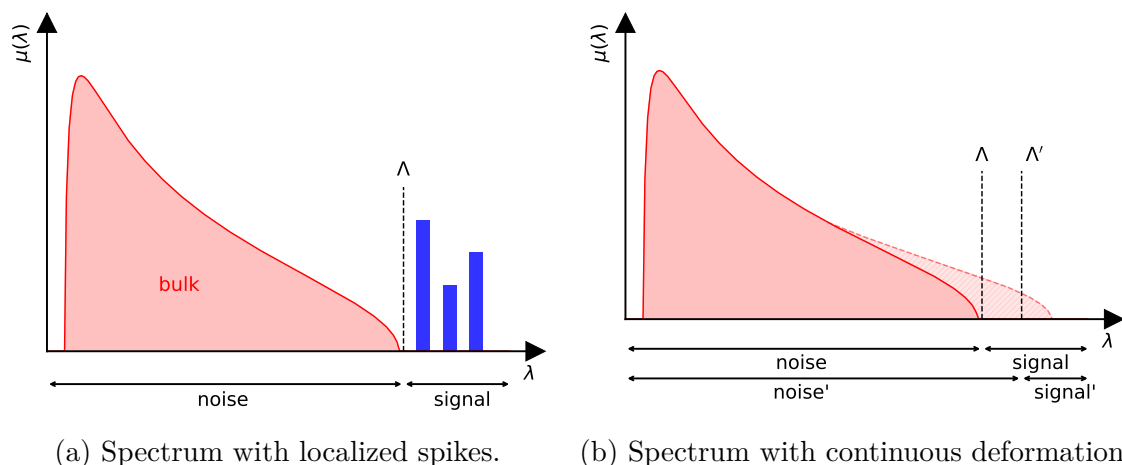 μ(λ)
Λ
bulk
λ
noise
signal
(a) Spectrum with localized spikes.
μ(λ)
Λ
Λ′
λ
noise
signal
noise'
signal'
(b) Spectrum with continuous deformation